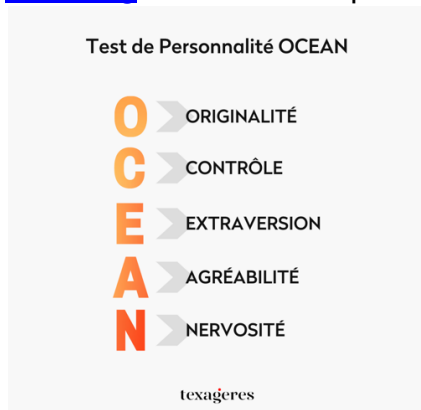 Test de Personnalité OCEAN
O ORIGINALITÉ
C CONTRÔLE
E EXTRAVERSION
A AGRÉABILITÉ
N NERVOSITÉ
texageres